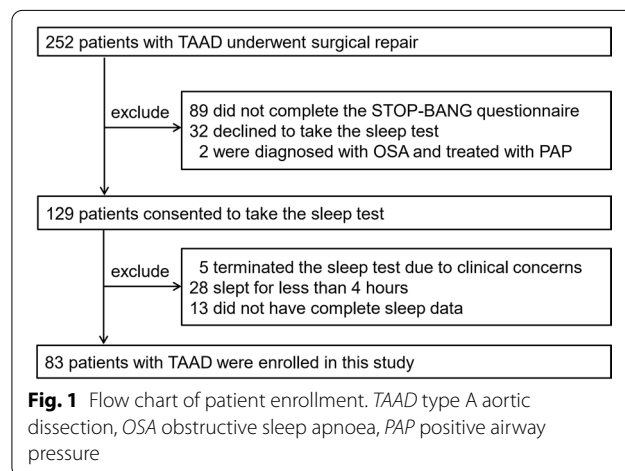 252 patients with TAAD underwent surgical repair
exclude
89 did not complete the STOP-BANG questionnaire
32 declined to take the sleep test
2 were diagnosed with OSA and treated with PAP
129 patients consented to take the sleep test
exclude
5 terminated the sleep test due to clinical concerns
28 slept for less than 4 hours
13 did not have complete sleep data
83 patients with TAAD were enrolled in this study
Fig. 1 Flow chart of patient enrollment. TAAD type A aortic
dissection, OSA obstructive sleep apnoea, PAP positive airway
pressure